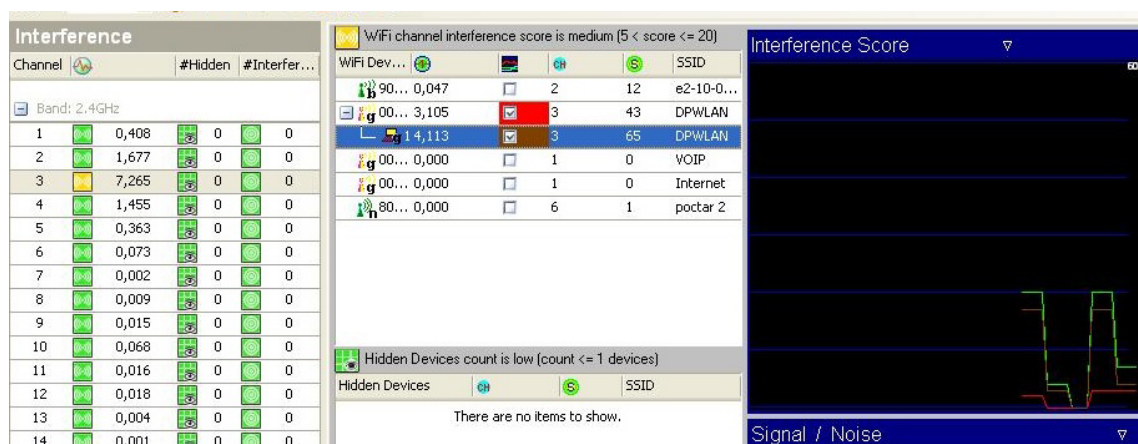 Interference
Channel #Hidden #Interfer...
Band: 2.4GHz
1 0,408 0 0
2 1,677 0 0
3 7,265 0 0
4 1,455 0 0
5 0,363 0 0
6 0,073 0 0
7 0,002 0 0
8 0,009 0 0
9 0,015 0 0
10 0,068 0 0
11 0,016 0 0
12 0,018 0 0
13 0,004 0 0
14 0,001 0 0
WiFi channel interference score is medium (5 < score <= 20)
WiFi Dev... CH S SSID
b 90... 0,047 2 12 e2-10-0...
g 00... 3,105 3 43 DPWLAN
g 1 4,113 3 65 DPWLAN
g 00... 0,000 1 0 VOIP
g 00... 0,000 1 0 Internet
n 80... 0,000 6 1 poctar 2
Hidden Devices count is low (count <= 1 devices)
Hidden Devices CH S SSID
There are no items to show.
Interference Score
60
Signal / Noise